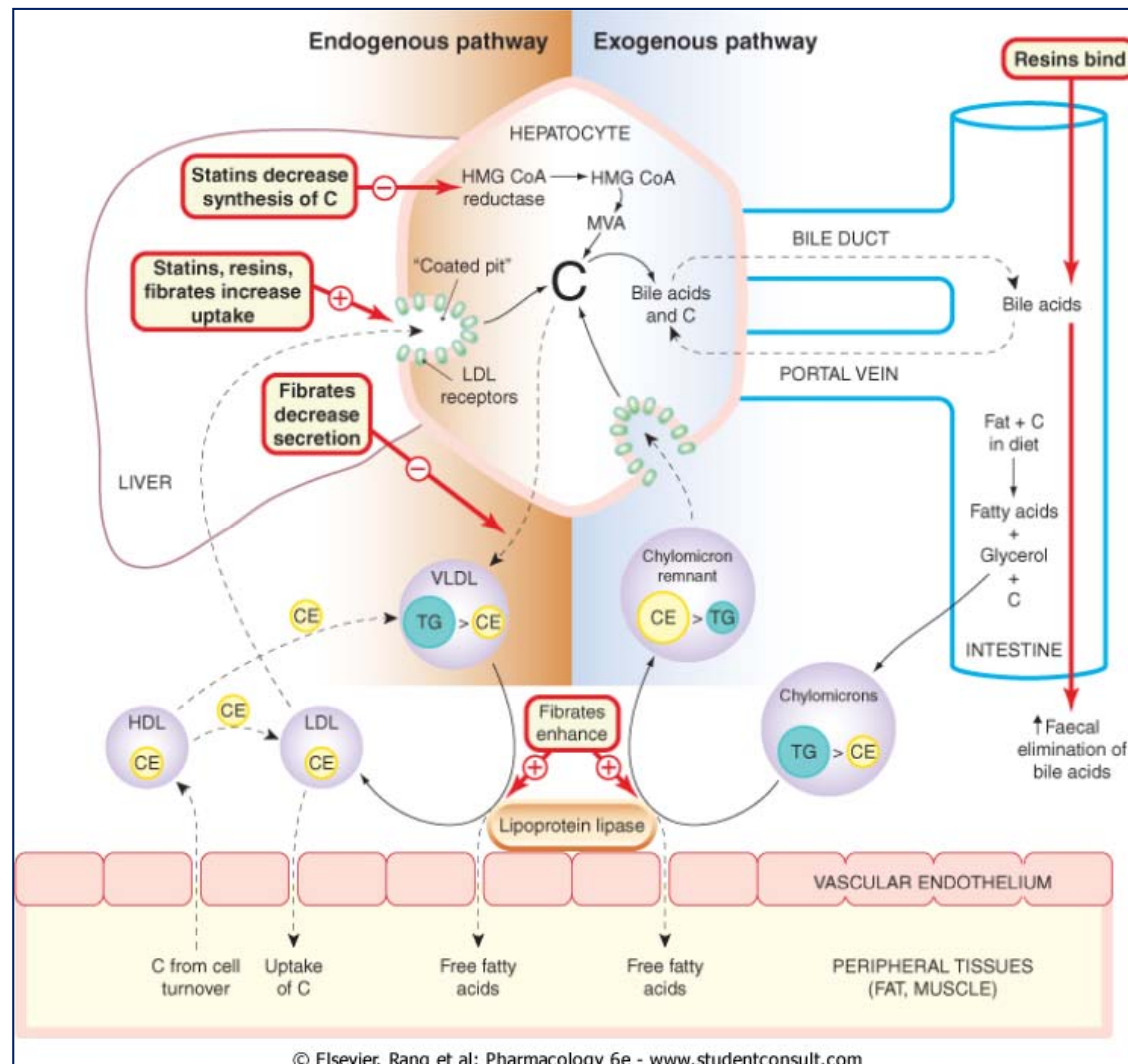 Endogenous pathway
Exogenous pathway
Resins bind
HEPATOCYTE
Statins decrease
synthesis of C
HMG CoA
reductase
HMG CoA
MVA
"Coated pit"
C
Bile acids
and C
BILE DUCT
Bile acids
Statins, resins,
fibrates increase
uptake
LDL
receptors
PORTAL VEIN
Fibrates
decrease
secretion
LIVER
Fat + C
in diet
Fatty acids
+
Glycerol
+
C
INTESTINE
VLDL
TG > CE
Chylomicron
remnant
CE > TG
CE
HDL
CE
CE
LDL
CE
Fibrates
enhance
Chylomicrons
TG > CE
↑Faecal
elimination of
bile acids
Lipoprotein lipase
VASCULAR ENDOTHELIUM
C from cell
turnover
Uptake
of C
Free fatty
acids
Free fatty
acids
PERIPHERAL TISSUES
(FAT, MUSCLE)
© Elsevier. Rang et al: Pharmacology 6e - www.studentconsult.com